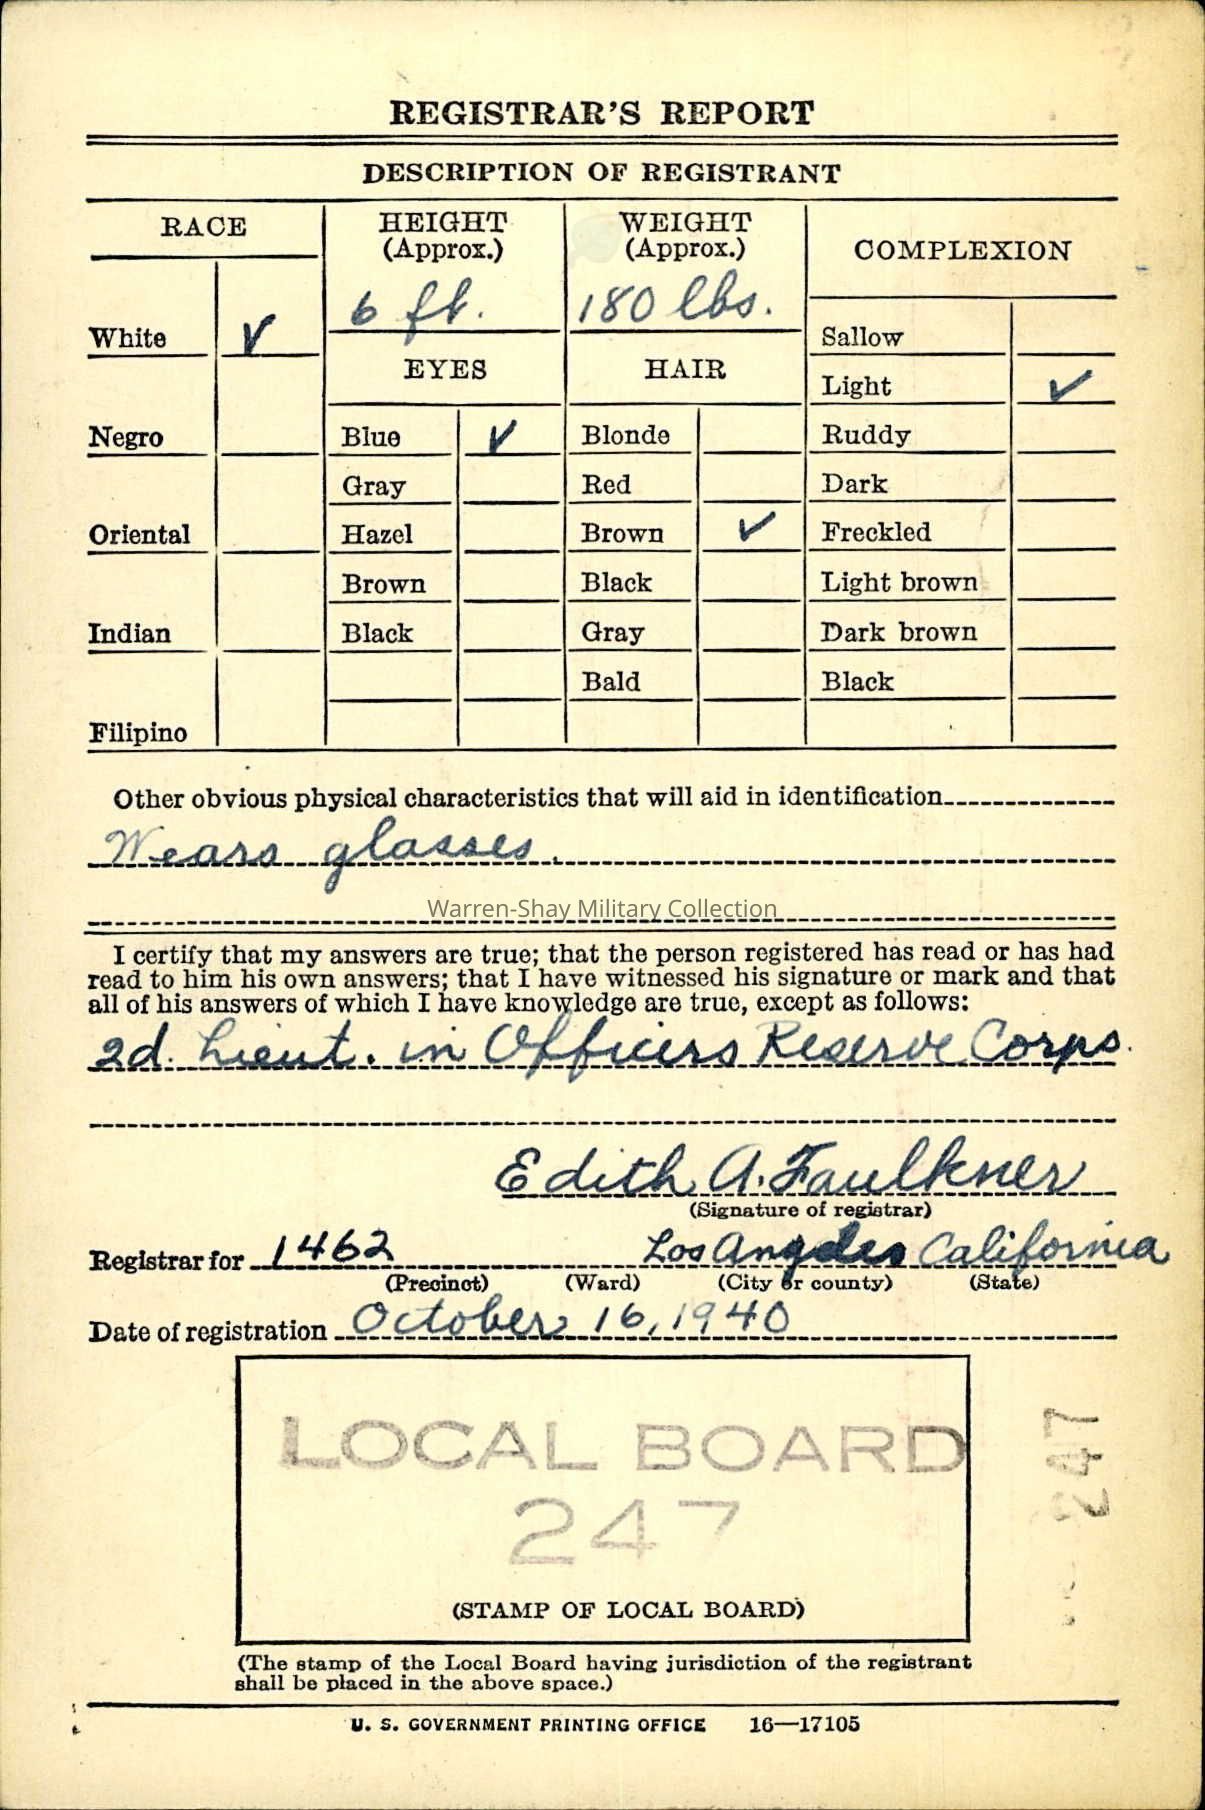 REGISTRAR'S REPORT
DESCRIPTION OF REGISTRANT
RACE
HEIGHT
(Approx.)
WEIGHT
(Approx.)
COMPLEXION
6 ft.
180 lbs.
White ✓
Sallow
EYES
HAIR
Light ✓
Negro
Blue ✓
Blonde
Ruddy
Gray
Red
Dark
Oriental
Hazel
Brown ✓
Freckled
Brown
Black
Light brown
Indian
Black
Gray
Dark brown
Bald
Black
Filipino
Other obvious physical characteristics that will aid in identification
Wears glasses.
Warren-Shay Military Collection
I certify that my answers are true; that the person registered has read or has had
read to him his own answers; that I have witnessed his signature or mark and that
all of his answers of which I have knowledge are true, except as follows:
2d. Lieut. in Officers Reserve Corps.
Edith A. Faulkner
(Signature of registrar)
Registrar for 1462 Los Angeles California
(Precinct) (Ward) (City or county) (State)
Date of registration October 16, 1940
LOCAL BOARD
247
247
(STAMP OF LOCAL BOARD)
(The stamp of the Local Board having jurisdiction of the registrant
shall be placed in the above space.)
U. S. GOVERNMENT PRINTING OFFICE 16—17105